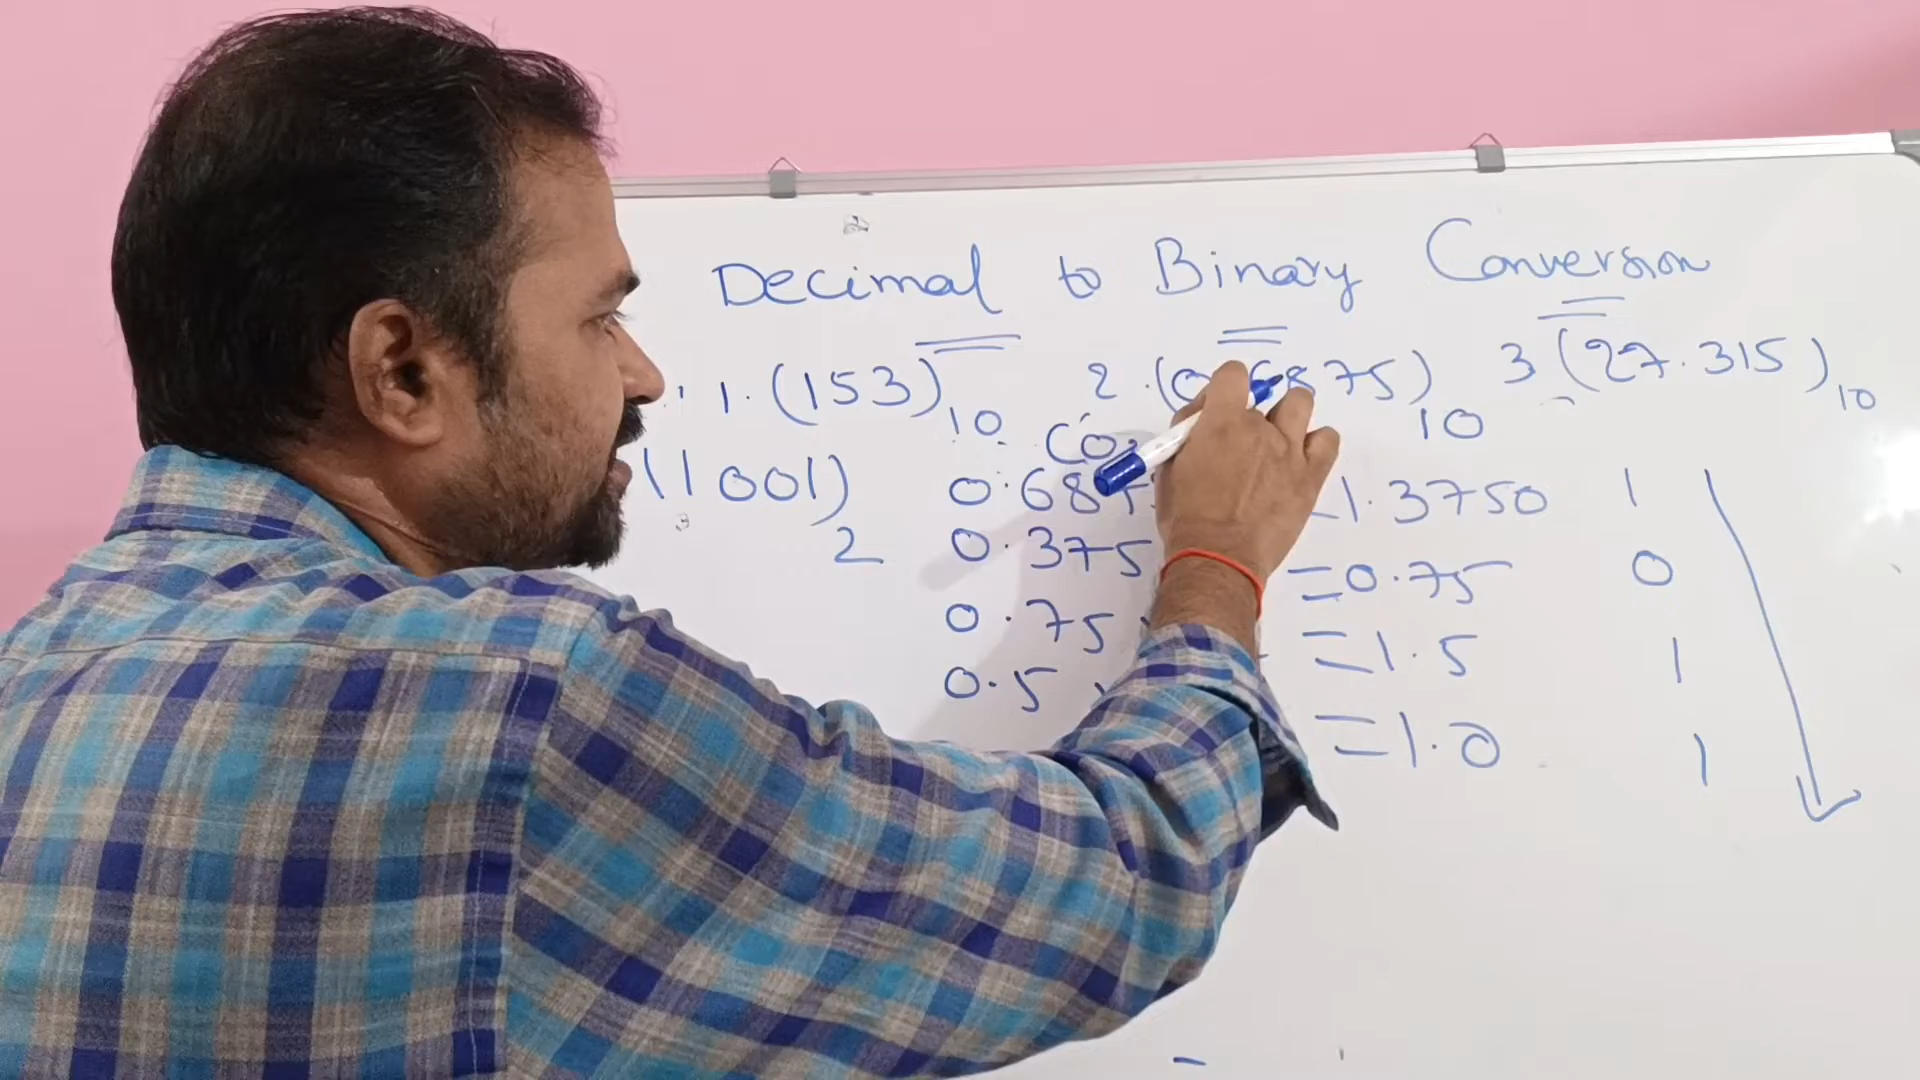 Decimal to Binary Conversion
1. (153)10 2. (0.6875)10 3 (27.315)10
11001)2
0.6875 =1.3750 1
0.375 =0.75 0
0.75 =1.5 1
0.5 =1.0 1